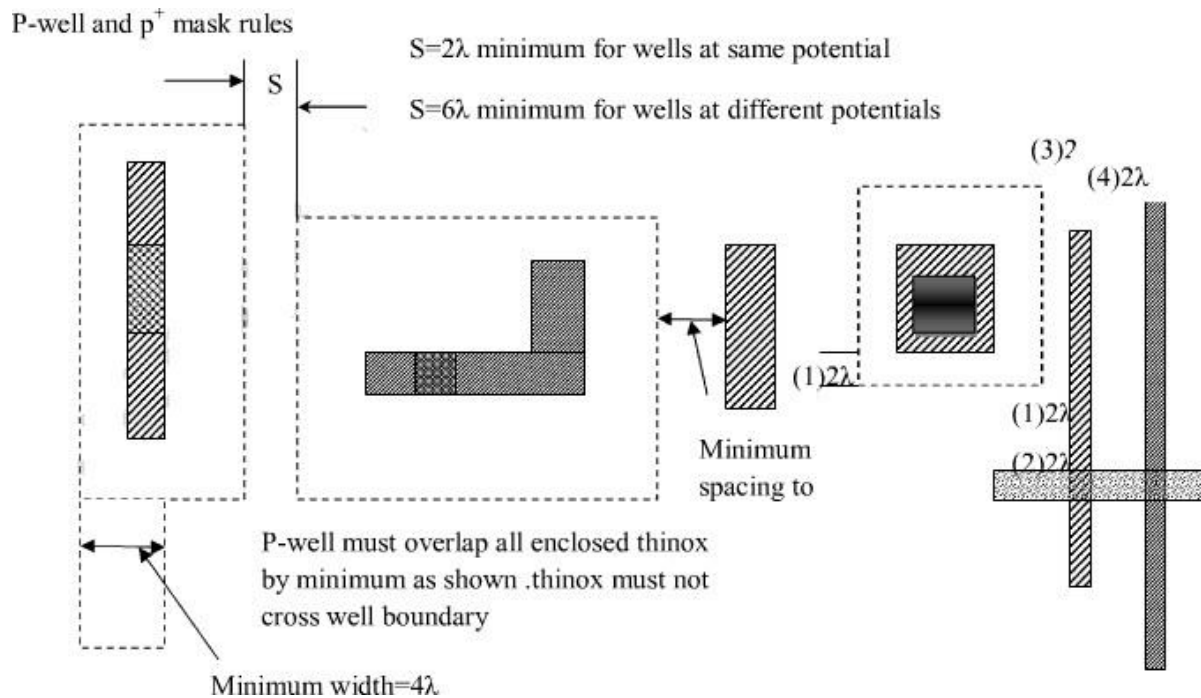 P-well and p⁺ mask rules
S=2λ minimum for wells at same potential
S
S=6λ minimum for wells at different potentials
(3)2
(4)2λ
(1)2λ
(1)2λ
(2)2λ
Minimum
spacing to
P-well must overlap all enclosed thinox
by minimum as shown .thinox must not
cross well boundary
Minimum width=4λ